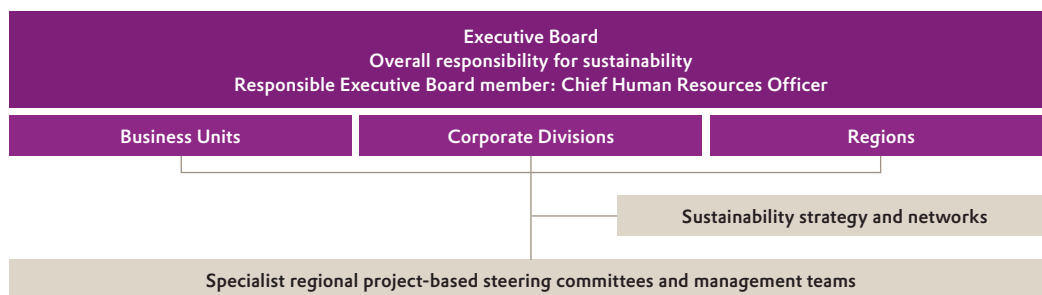 Executive Board
Overall responsibility for sustainability
Responsible Executive Board member: Chief Human Resources Officer
Business Units
Corporate Divisions
Regions
Sustainability strategy and networks
Specialist regional project-based steering committees and management teams